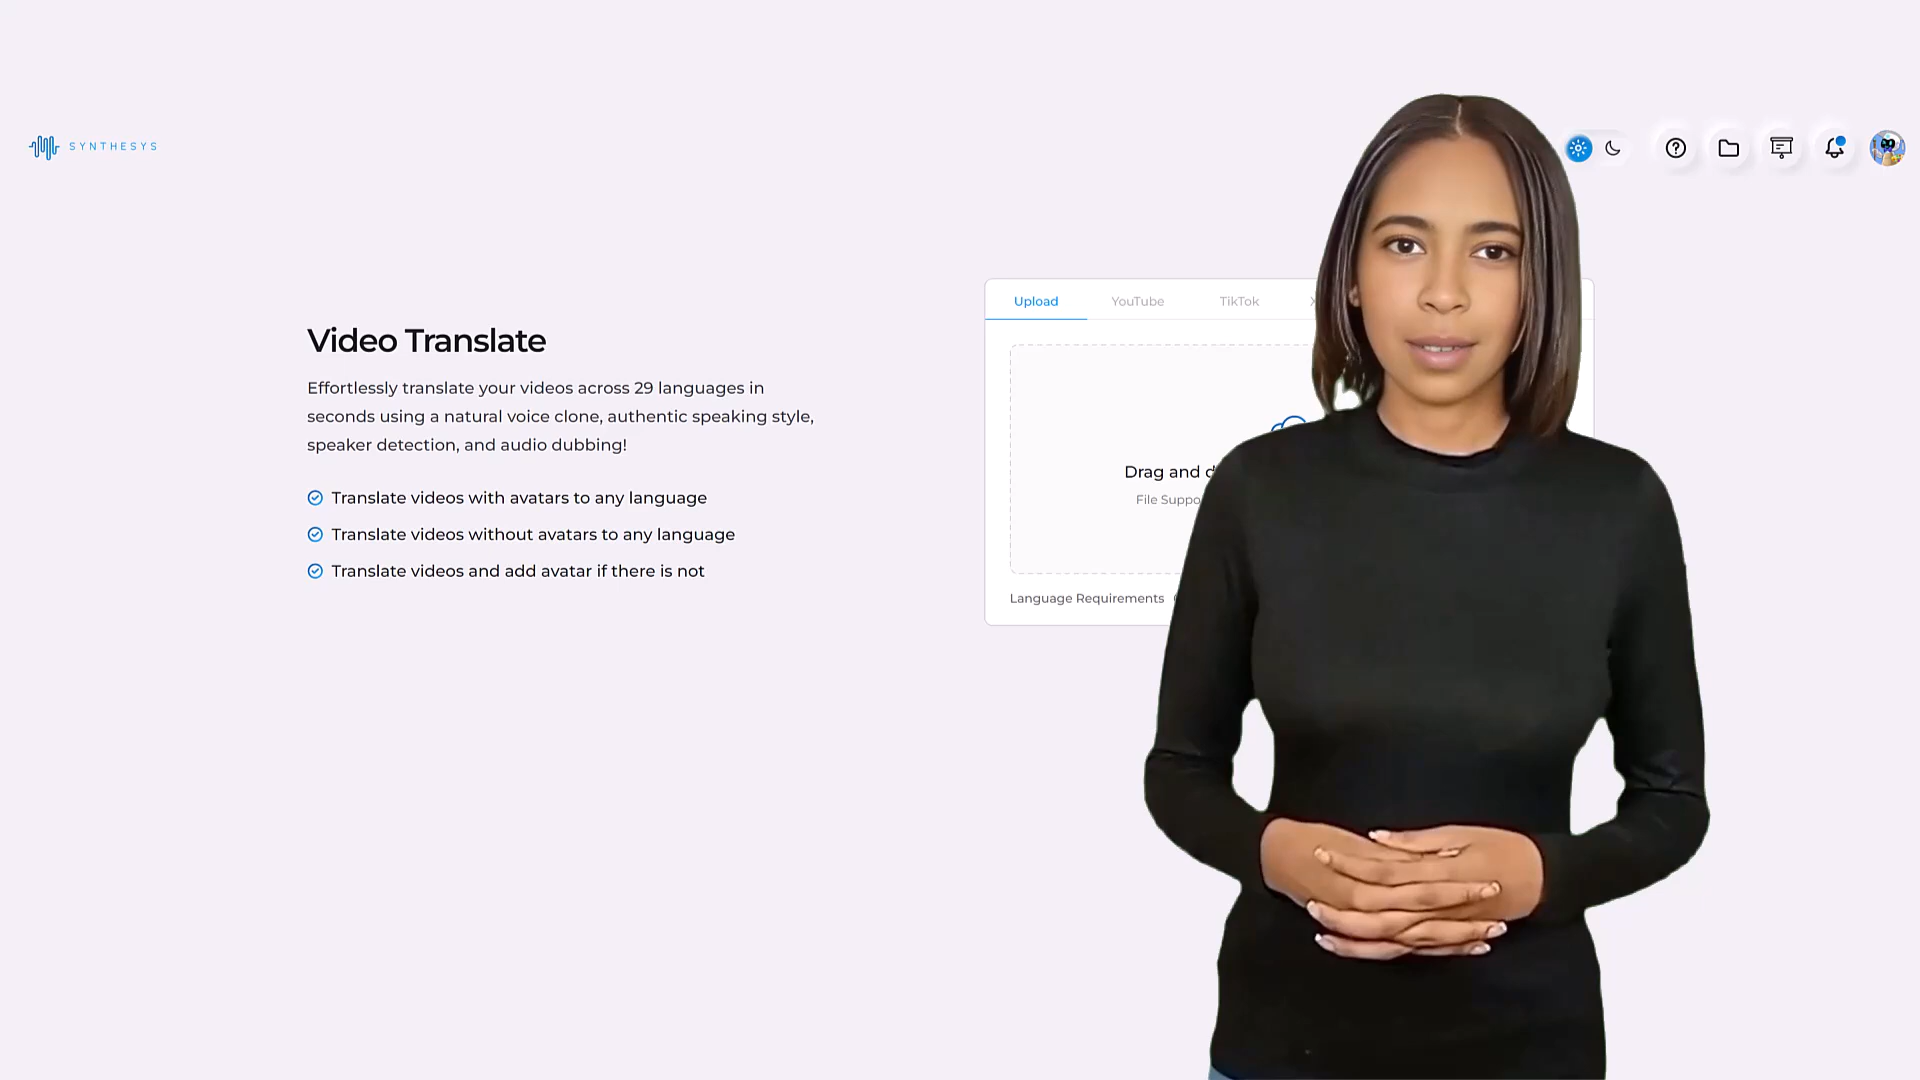 SYNTHESYS
Upload
YouTube
TikTok
X
Video Translate
Effortlessly translate your videos across 29 languages in
seconds using a natural voice clone, authentic speaking style,
speaker detection, and audio dubbing!
Translate videos with avatars to any language
Translate videos without avatars to any language
Translate videos and add avatar if there is not
Drag and
File
Language Requirements